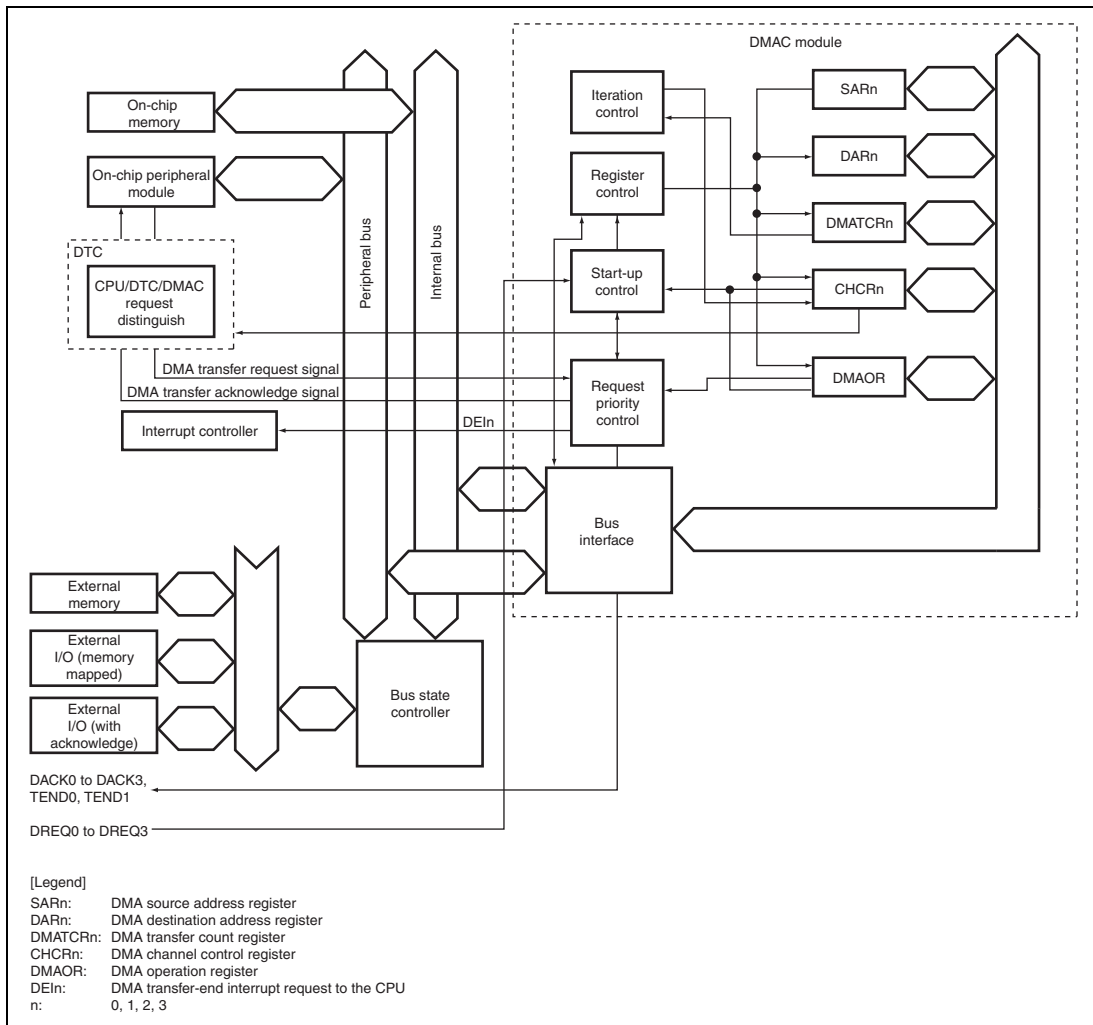 DMAC module
On-chip
memory
On-chip peripheral
module
DTC
CPU/DTC/DMAC
request
distinguish
Peripheral bus
Internal bus
Iteration
control
Register
control
Start-up
control
Request
priority
control
SARn
DARn
DMATCRn
CHCRn
DMAOR
DMA transfer request signal
DMA transfer acknowledge signal
Interrupt controller
DEIn
Bus
interface
External
memory
External
I/O (memory
mapped)
External
I/O (with
acknowledge)
Bus state
controller
DACK0 to DACK3,
TEND0, TEND1
DREQ0 to DREQ3
[Legend]
SARn: DMA source address register
DARn: DMA destination address register
DMATCRn: DMA transfer count register
CHCRn: DMA channel control register
DMAOR: DMA operation register
DEIn: DMA transfer-end interrupt request to the CPU
n: 0, 1, 2, 3